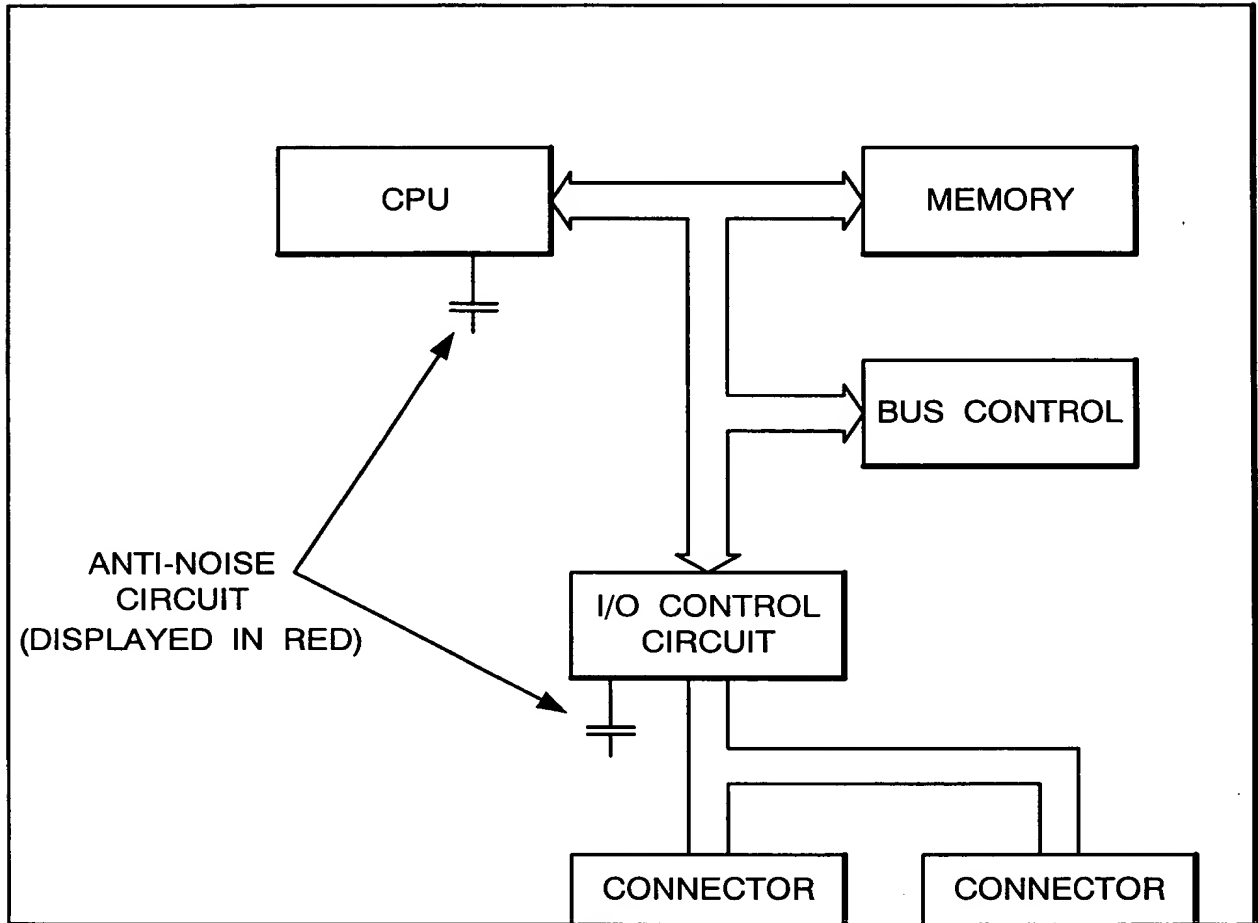 CPU
MEMORY
BUS CONTROL
ANTI-NOISE
CIRCUIT
(DISPLAYED IN RED)
I/O CONTROL
CIRCUIT
CONNECTOR
CONNECTOR